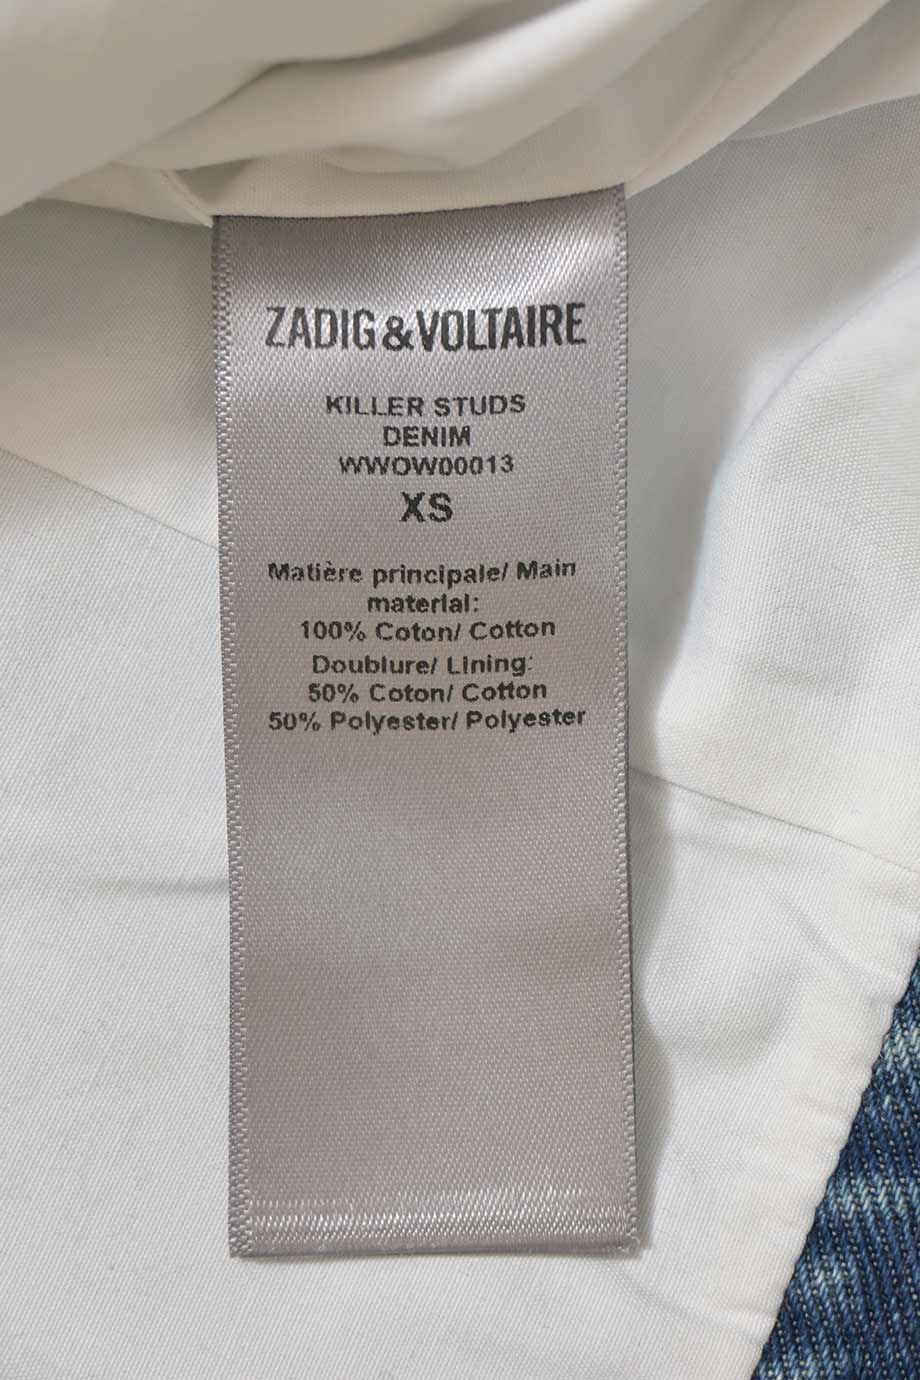 ZADIG&VOLTAIRE
KILLER STUDS
DENIM
WWOW00013
XS
Matière principale/ Main
material:
100% Coton/ Cotton
Doublure/ Lining:
50% Coton/ Cotton
50% Polyester/ Polyester